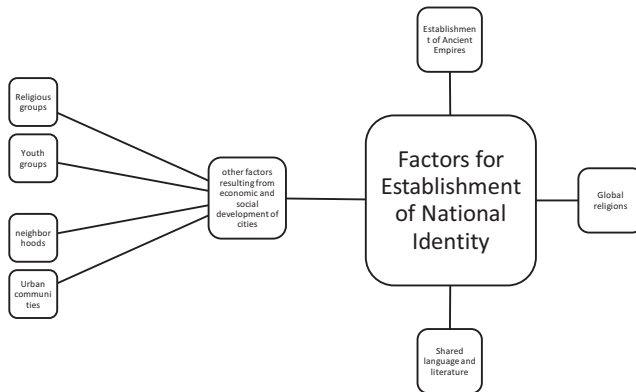 Establishmen
t of Ancient
Empires
Religious
groups
Youth
groups
other factors
resulting from
economic and
social
development of
cities
Factors for
Establishment
of National
Identity
Global
religions
neighbor
hoods
Urban
communi
ties
Shared
language and
literature